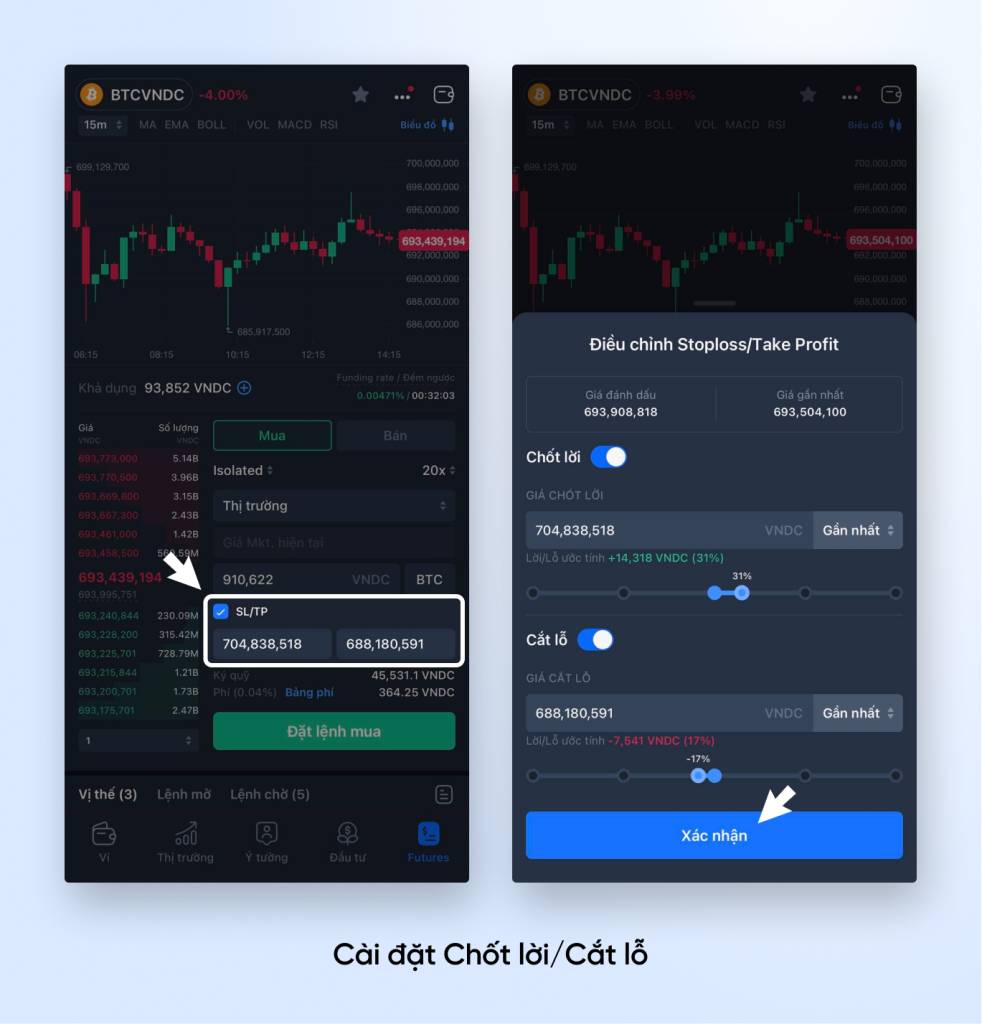 BTCVNDC -4.00%
15m MA EMA BOLL VOL MACD RSI Biểu đồ
699,129,700
700,000,000
698,000,000
696,000,000
693,439,194
692,000,000
690,000,000
688,000,000
686,000,000
685,917,500
06:15 08:15 10:15 12:15 14:15
Khả dụng 93,852 VNDC
Funding rate / Đếm ngược
0.00471% / 00:32:03
Giá Số lượng
VNDC VNDC
693,773,000 5.14B
693,770,500 3.96B
693,669,800 3.15B
693,667,300 2.43B
693,461,000 1.42B
693,458,500 568.59M
693,439,194
693,995,751
693,240,844 230.09M
693,228,200 315.42M
693,225,701 728.79M
693,215,844 1.21B
693,200,701 1.73B
693,175,701 2.47B
1
Mua Bán
Isolated 20x
Thị trường
Giá Mkt. hiện tại
910,622 VNDC BTC
SL/TP
704,838,518 688,180,591
Ký quỹ 45,531.1 VNDC
Phí (0.04%) Bảng phí 364.25 VNDC
Đặt lệnh mua
Vị thế (3) Lệnh mở Lệnh chờ (5)
Ví Thị trường Ý tưởng Đầu tư Futures
BTCVNDC -3.99%
15m MA EMA BOLL VOL MACD RSI Biểu đồ
699,129,700
700,000,000
698,000,000
696,000,000
693,504,100
692,000,000
690,000,000
688,000,000
Điều chỉnh Stoploss/Take Profit
Giá đánh dấu Giá gần nhất
693,908,818 693,504,100
Chốt lời
GIÁ CHỐT LỜI
704,838,518 VNDC Gần nhất
Lời/Lỗ ước tính +14,318 VNDC (31%)
31%
Cắt lỗ
GIÁ CẮT LỖ
688,180,591 VNDC Gần nhất
Lời/Lỗ ước tính -7,541 VNDC (17%)
-17%
Xác nhận
Cài đặt Chốt lời/Cắt lỗ